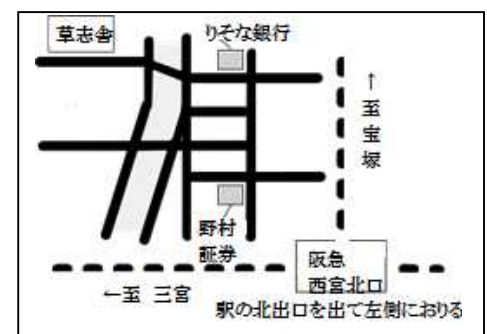 草志舎
りそな銀行
↑至宝塚
野村
証券
阪急
西宮北口
←至 三宮
駅の北出口を出て左側におりる